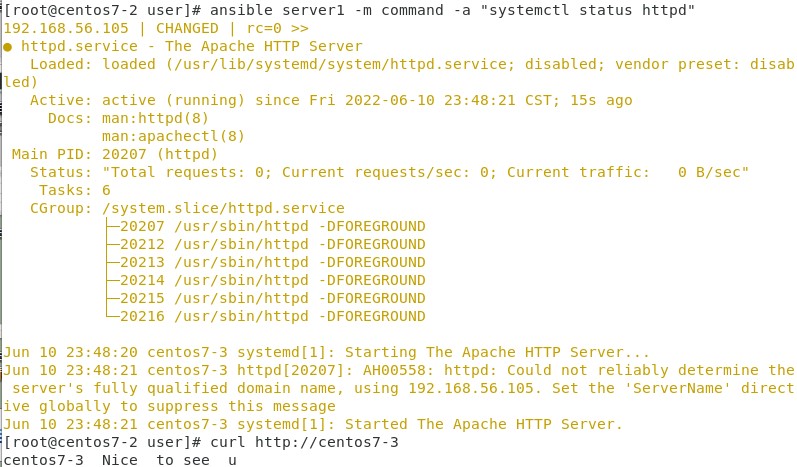 [root@centos7-2 user]# ansible server1 -m command -a "systemctl status httpd"
192.168.56.105 | CHANGED | rc=0 >>
● httpd.service - The Apache HTTP Server
   Loaded: loaded (/usr/lib/systemd/system/httpd.service; disabled; vendor preset: disab
led)
   Active: active (running) since Fri 2022-06-10 23:48:21 CST; 15s ago
     Docs: man:httpd(8)
           man:apachectl(8)
 Main PID: 20207 (httpd)
   Status: "Total requests: 0; Current requests/sec: 0; Current traffic:   0 B/sec"
    Tasks: 6
   CGroup: /system.slice/httpd.service
           ├─20207 /usr/sbin/httpd -DFOREGROUND
           ├─20212 /usr/sbin/httpd -DFOREGROUND
           ├─20213 /usr/sbin/httpd -DFOREGROUND
           ├─20214 /usr/sbin/httpd -DFOREGROUND
           ├─20215 /usr/sbin/httpd -DFOREGROUND
           └─20216 /usr/sbin/httpd -DFOREGROUND

Jun 10 23:48:20 centos7-3 systemd[1]: Starting The Apache HTTP Server...
Jun 10 23:48:21 centos7-3 httpd[20207]: AH00558: httpd: Could not reliably determine the
 server's fully qualified domain name, using 192.168.56.105. Set the 'ServerName' direct
ive globally to suppress this message
Jun 10 23:48:21 centos7-3 systemd[1]: Started The Apache HTTP Server.
[root@centos7-2 user]# curl http://centos7-3
centos7-3  Nice  to see  u